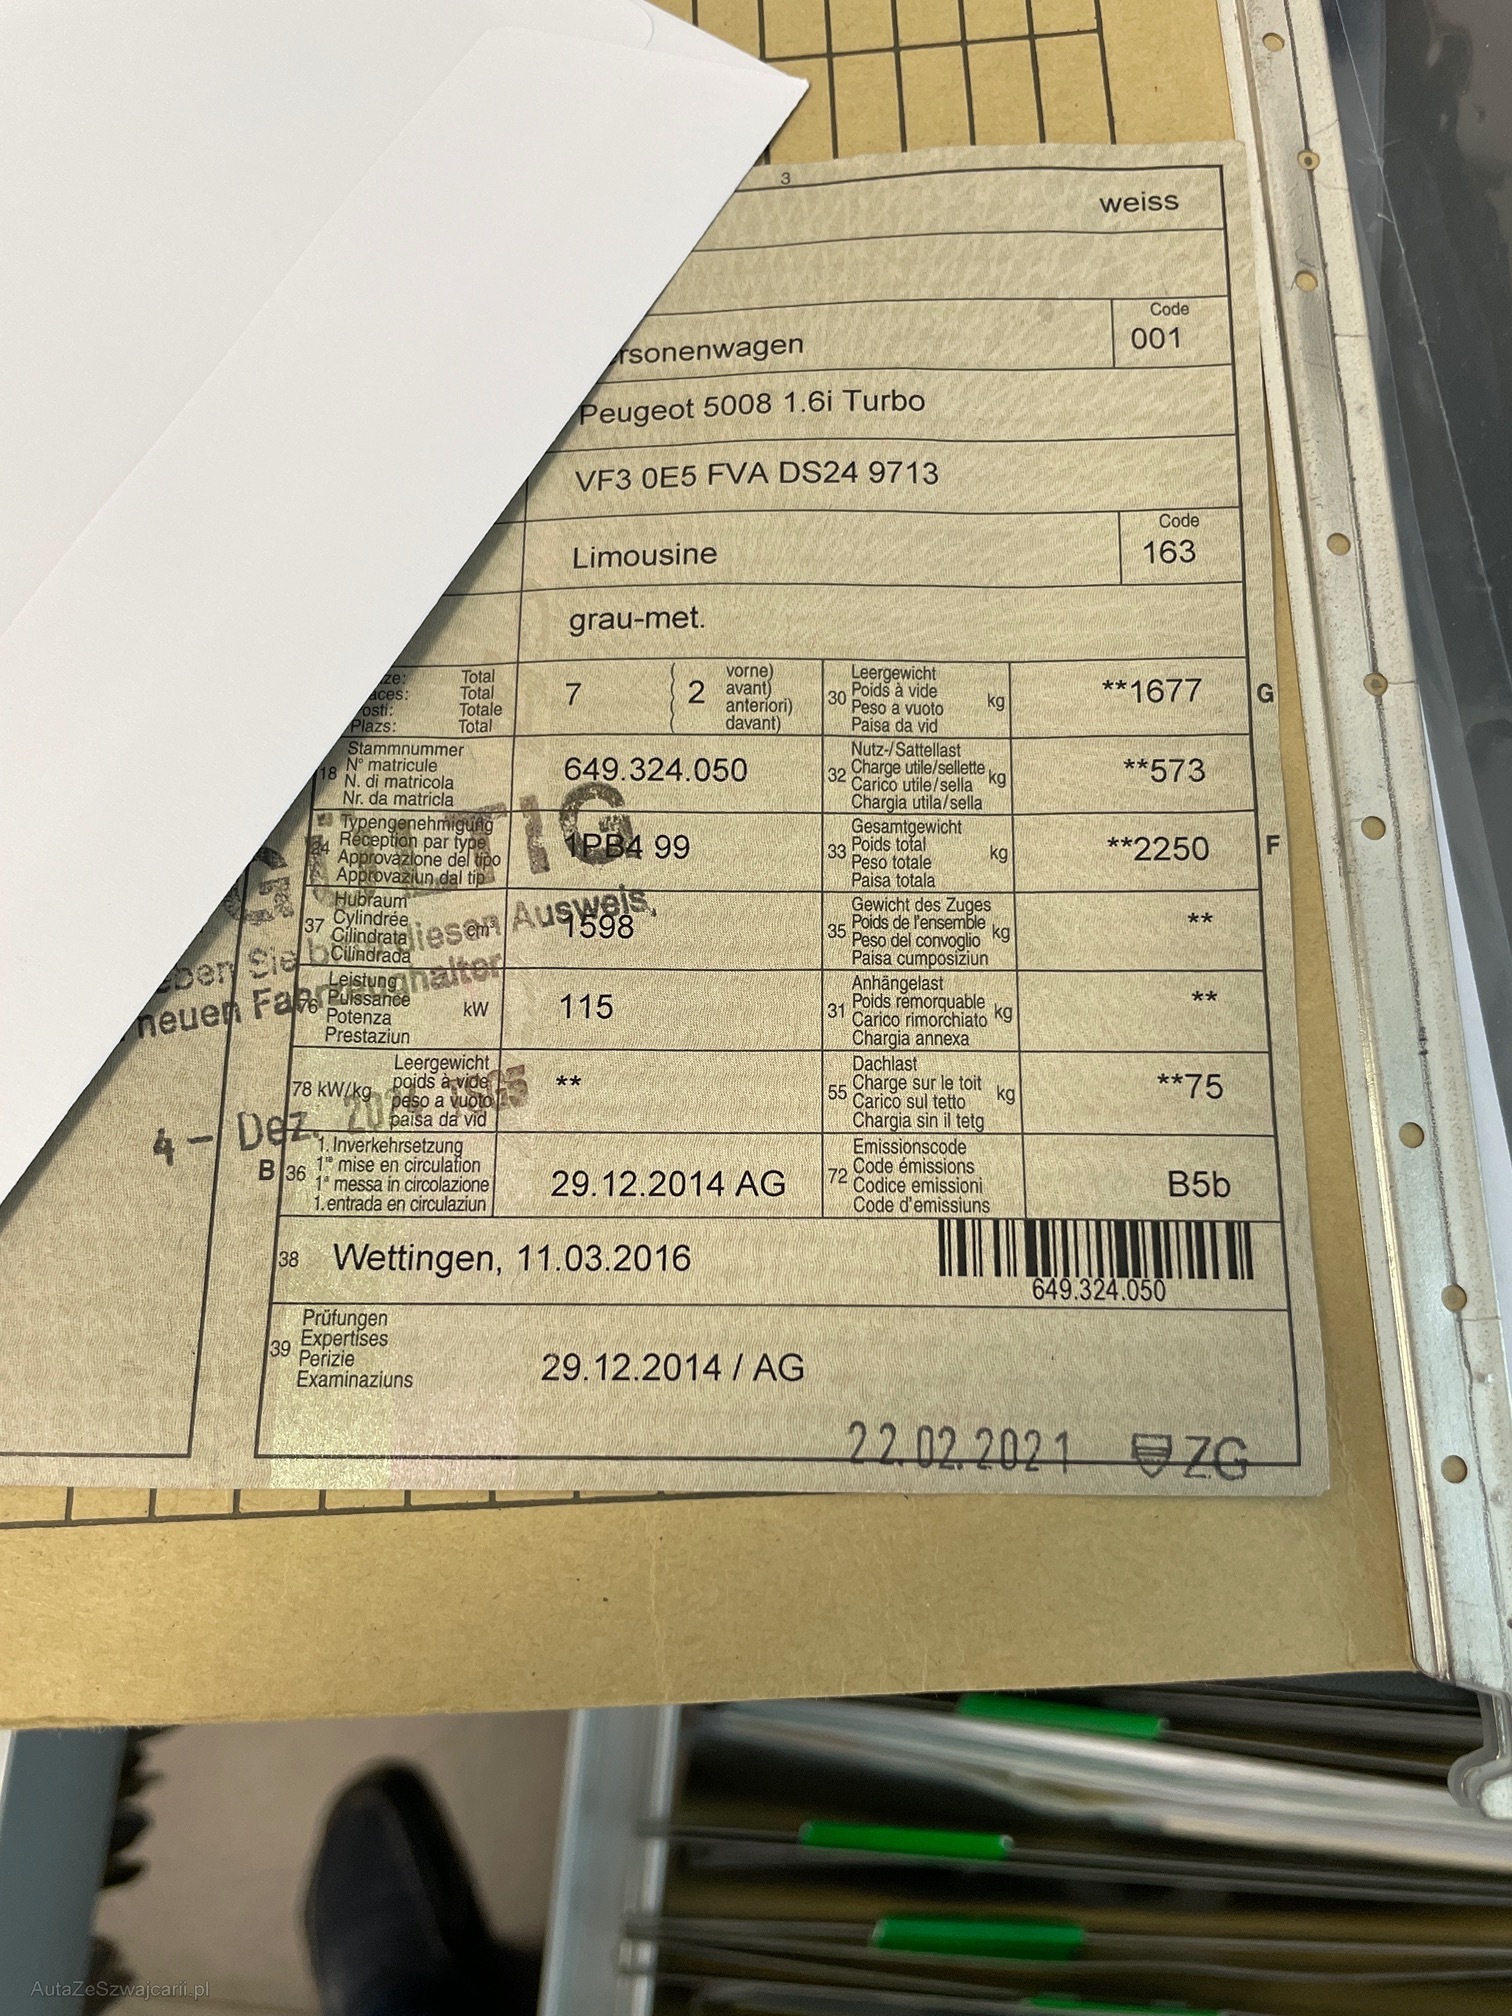 3
weiss
Code
001
rsonenwagen
Peugeot 5008 1.6i Turbo
VF3 0E5 FVA DS24 9713
Code
163
Limousine
grau-met.
ze: Total
aces: Total
osti: Totale
Plazs: Total
7 ( 2 vorne)
avant)
anteriori)
davant)
30 Leergewicht
Poids à vide
Peso a vuoto
Paisa da vid
kg
**1677
G
18 Stammnummer
N° matricule
N. di matricola
Nr. da matricla
649.324.050
32 Nutz-/Sattellast
Charge utile/sellette
Carico utile/sella
Chargia utila/sella
kg
**573
24 Typengenehmigung
Réception par type
Approvazione del tipo
Approvaziun dal tip
1PB4 99
33 Gesamtgewicht
Poids total
Peso totale
Paisa totala
kg
**2250
F
GÜLTIG
diesen Ausweis,
neuen Fahrzeughalter
37 Hubraum
Cylindrée
Cilindrata
Cilindrada
cm³
1598
35 Gewicht des Zuges
Poids de l'ensemble
Peso del convoglio
Paisa cumposiziun
kg
**
76 Leistung
Puissance
Potenza
Prestaziun
kW
115
31 Anhängelast
Poids remorquable
Carico rimorchiato
Chargia annexa
kg
**
78 kW/kg Leergewicht
poids à vide
peso a vuoto
paisa da vid
**
55 Dachlast
Charge sur le toit
Carico sul tetto
Chargia sin il tetg
kg
**75
4 – Dez.
B 36 1. Inverkehrsetzung
1re mise en circulation
1a messa in circolazione
1. entrada en circulaziun
29.12.2014 AG
72 Emissionscode
Code émissions
Codice emissioni
Code d'emissiuns
B5b
38 Wettingen, 11.03.2016
649.324.050
39 Prüfungen
Expertises
Perizie
Examinaziuns
29.12.2014 / AG
22.02.2021 ZG
AutaZeSzwajcarii.pl